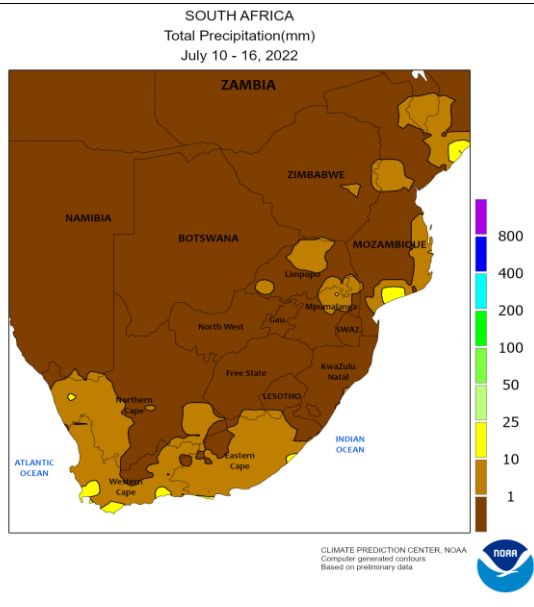 SOUTH AFRICA
Total Precipitation(mm)
July 10 - 16, 2022
ZAMBIA
ZIMBABWE
NAMIBIA
BOTSWANA
MOZAMBIQUE
Limpopo
Mpumalanga
North West
Gau.
SWAZ.
Free State
KwaZulu
Natal
LESOTHO
Northern
Cape
Eastern
Cape
Western
Cape
ATLANTIC
OCEAN
INDIAN
OCEAN
800
400
200
100
50
25
10
1
CLIMATE PREDICTION CENTER, NOAA
Computer generated contours
Based on preliminary data
NOAA